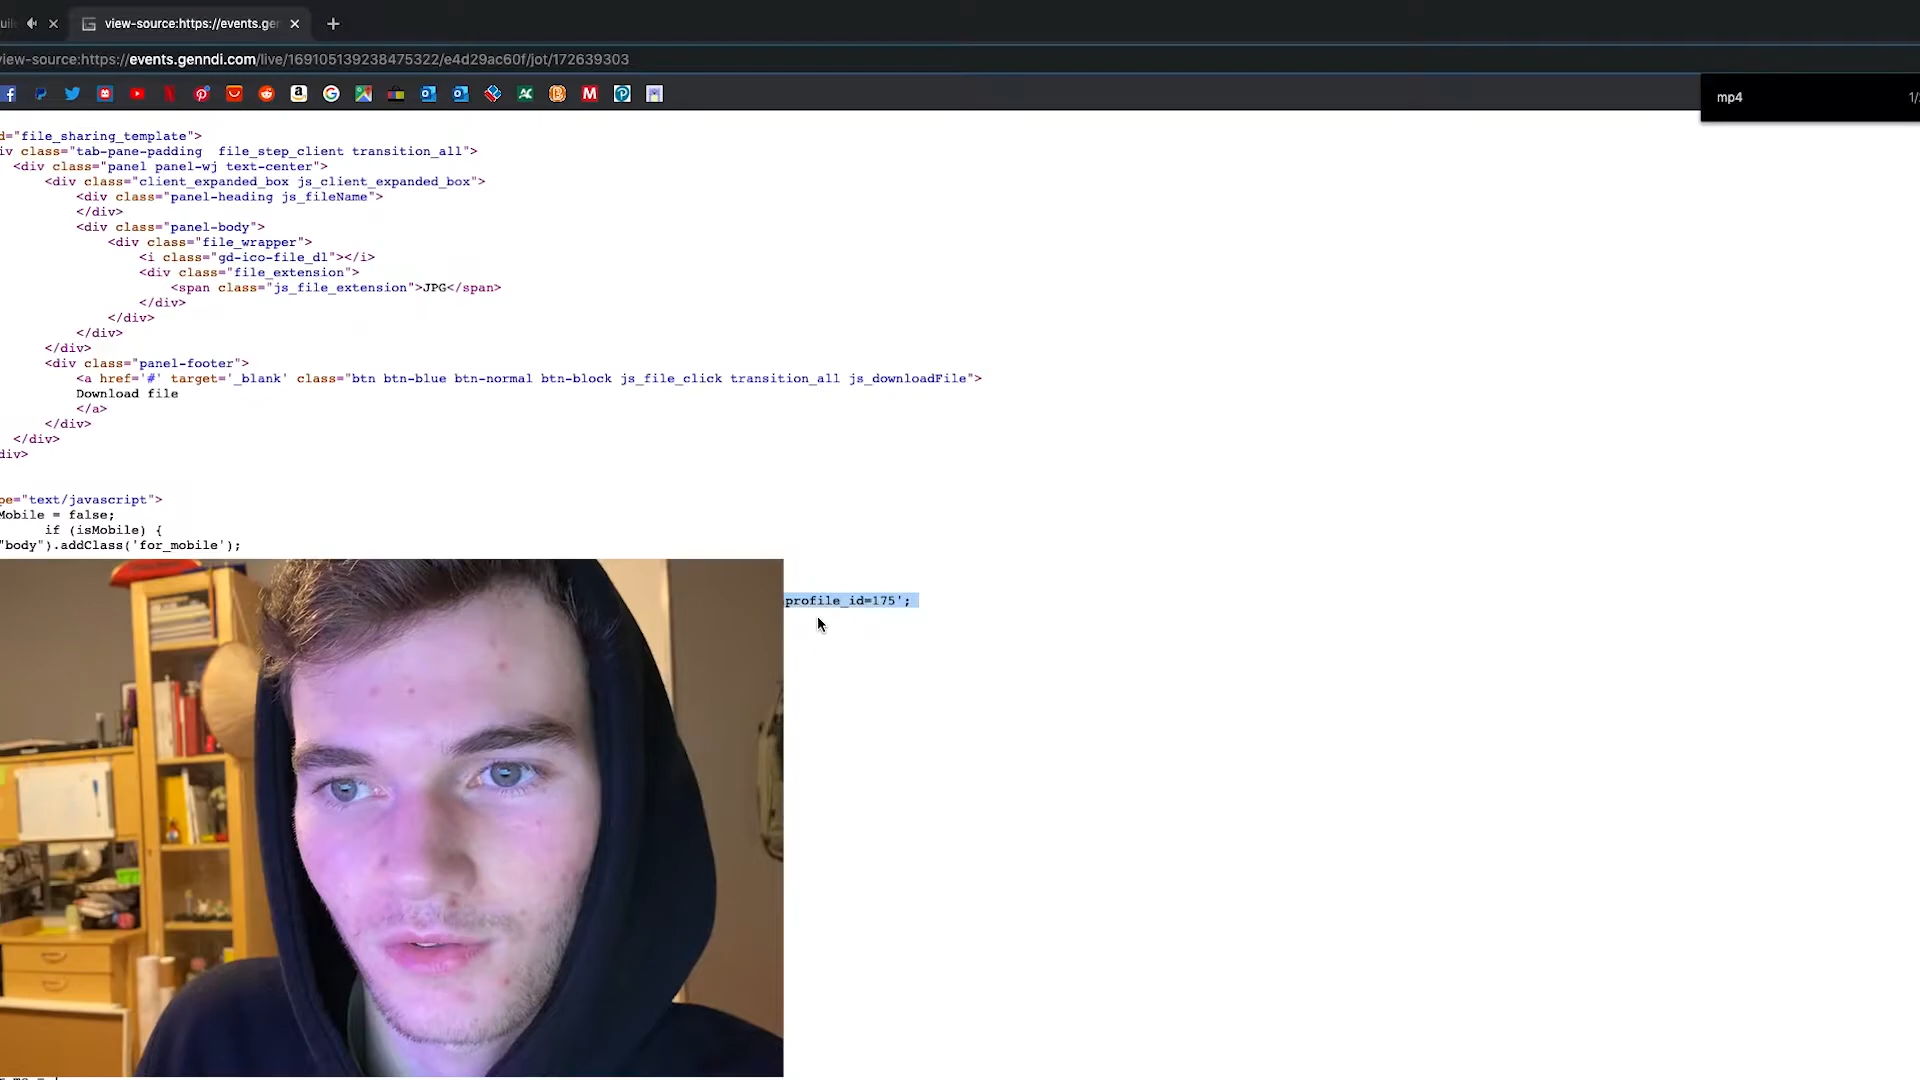 view-source:https://events.ge
view-source:https://events.genndi.com/live/169105139238475322/e4d29ac60f/jot/172639303
mp4
1/
d="file_sharing_template">
iv class="tab-pane-padding file_step_client transition_all">
<div class="panel panel-wj text-center">
<div class="client_expanded_box js_client_expanded_box">
<div class="panel-heading js_fileName">
</div>
<div class="panel-body">
<div class="file_wrapper">
<i class="gd-ico-file_dl"></i>
<div class="file_extension">
<span class="js_file_extension">JPG</span>
</div>
</div>
</div>
</div>
<div class="panel-footer">
<a href='#' target='_blank' class="btn btn-blue btn-normal btn-block js_file_click transition_all js_downloadFile">
Download file
</a>
</div>
</div>
div>
pe="text/javascript">
Mobile = false;
if (isMobile) {
"body").addClass('for_mobile');
profile_id=175';